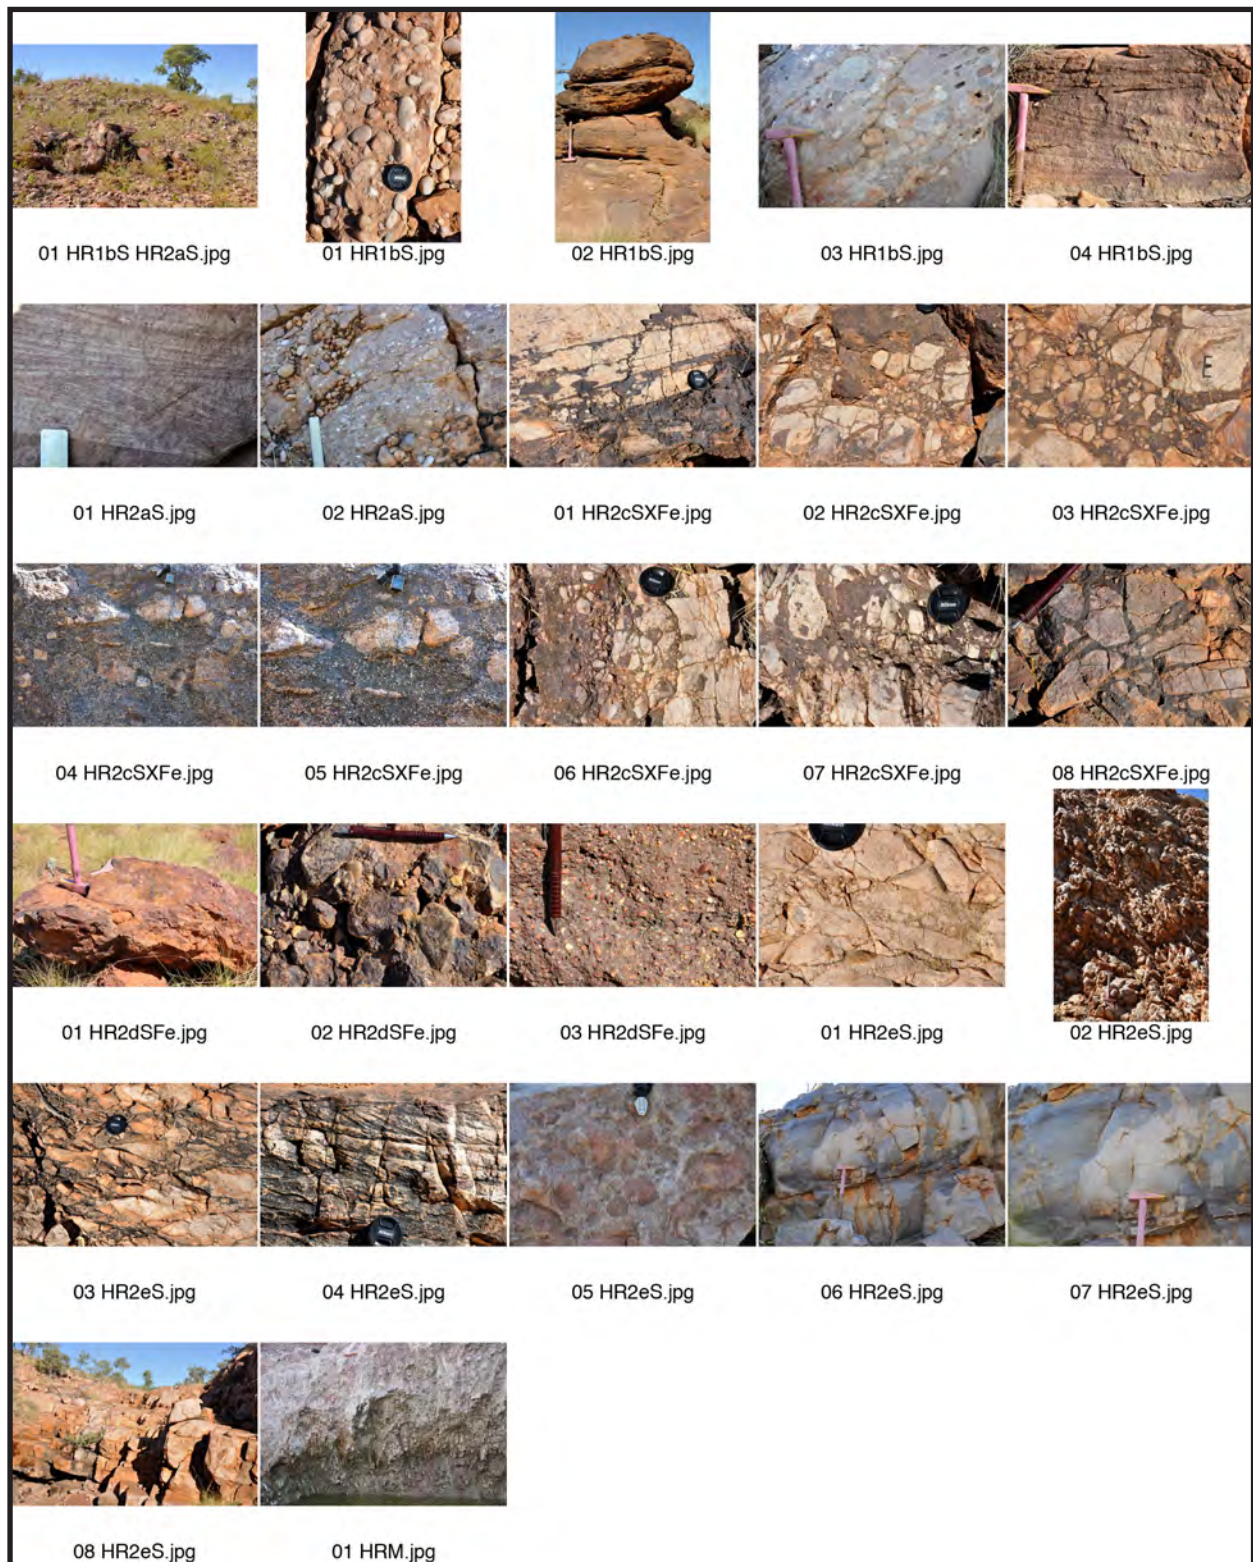 01 HR1bS HR2aS.jpg
01 HR1bS.jpg
02 HR1bS.jpg
03 HR1bS.jpg
04 HR1bS.jpg
01 HR2aS.jpg
02 HR2aS.jpg
01 HR2cSXFe.jpg
02 HR2cSXFe.jpg
E
03 HR2cSXFe.jpg
04 HR2cSXFe.jpg
05 HR2cSXFe.jpg
06 HR2cSXFe.jpg
07 HR2cSXFe.jpg
08 HR2cSXFe.jpg
01 HR2dSFe.jpg
02 HR2dSFe.jpg
03 HR2dSFe.jpg
01 HR2eS.jpg
02 HR2eS.jpg
03 HR2eS.jpg
04 HR2eS.jpg
05 HR2eS.jpg
06 HR2eS.jpg
07 HR2eS.jpg
08 HR2eS.jpg
01 HRM.jpg